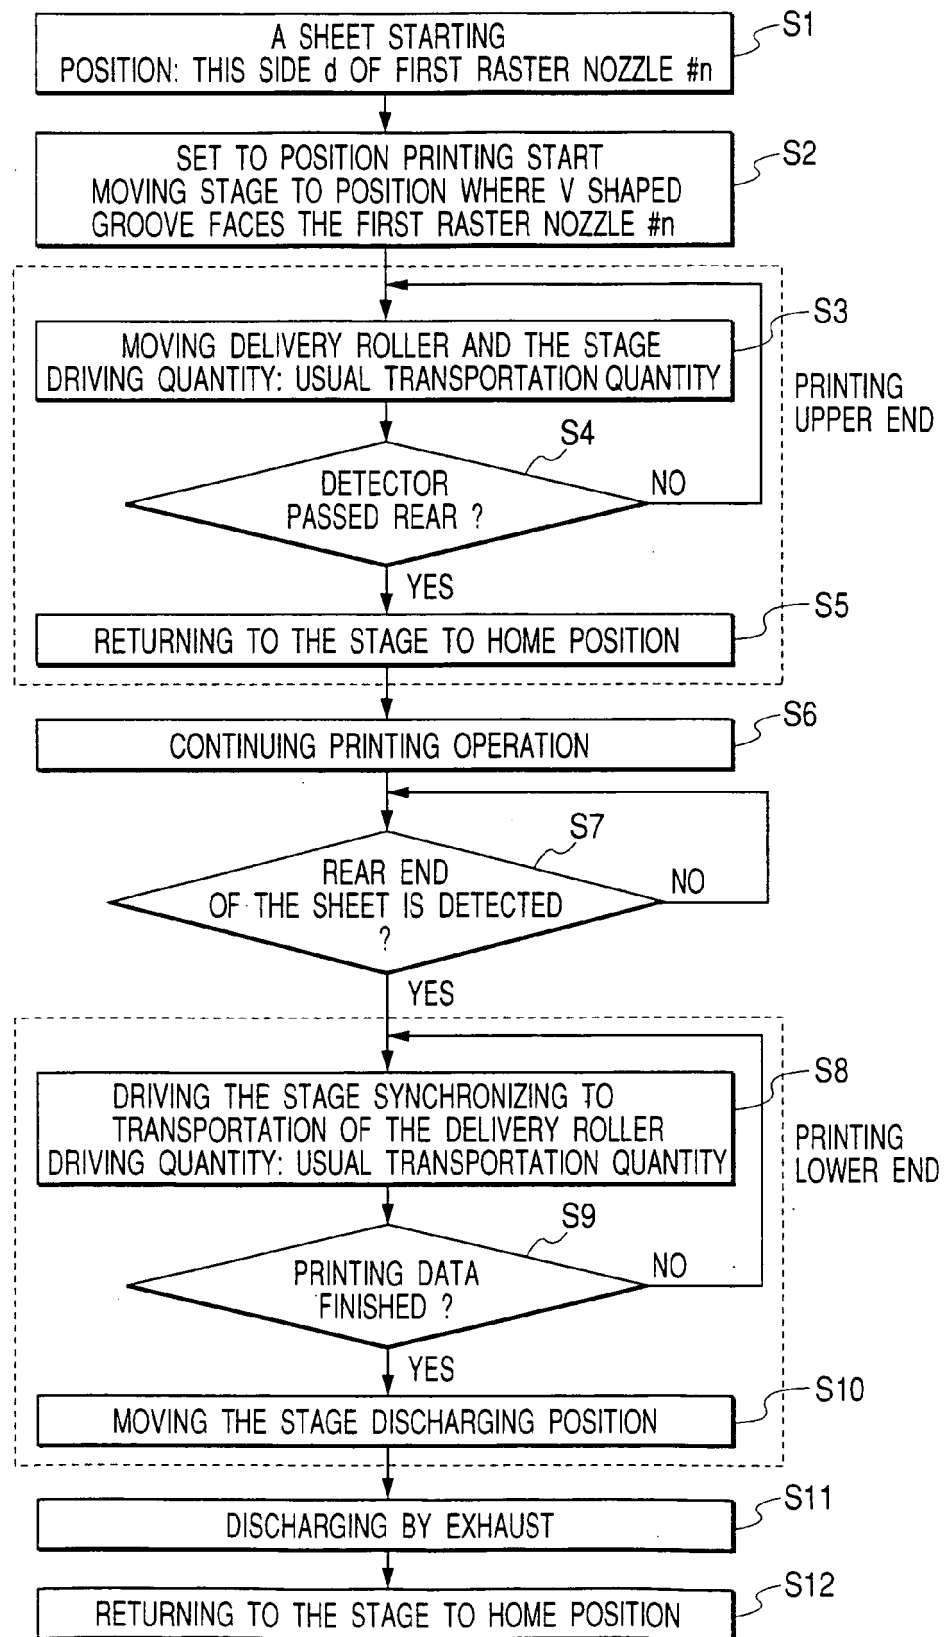 A SHEET STARTING
POSITION: THIS SIDE d OF FIRST RASTER NOZZLE #n
S1
SET TO POSITION PRINTING START
MOVING STAGE TO POSITION WHERE V SHAPED
GROOVE FACES THE FIRST RASTER NOZZLE #n
S2
MOVING DELIVERY ROLLER AND THE STAGE
DRIVING QUANTITY: USUAL TRANSPORTATION QUANTITY
S3
PRINTING
UPPER END
S4
DETECTOR
PASSED REAR ?
NO
YES
RETURNING TO THE STAGE TO HOME POSITION
S5
CONTINUING PRINTING OPERATION
S6
S7
REAR END
OF THE SHEET IS DETECTED
?
NO
YES
DRIVING THE STAGE SYNCHRONIZING TO
TRANSPORTATION OF THE DELIVERY ROLLER
DRIVING QUANTITY: USUAL TRANSPORTATION QUANTITY
S8
PRINTING
LOWER END
S9
PRINTING DATA
FINISHED ?
NO
YES
MOVING THE STAGE DISCHARGING POSITION
S10
DISCHARGING BY EXHAUST
S11
RETURNING TO THE STAGE TO HOME POSITION
S12